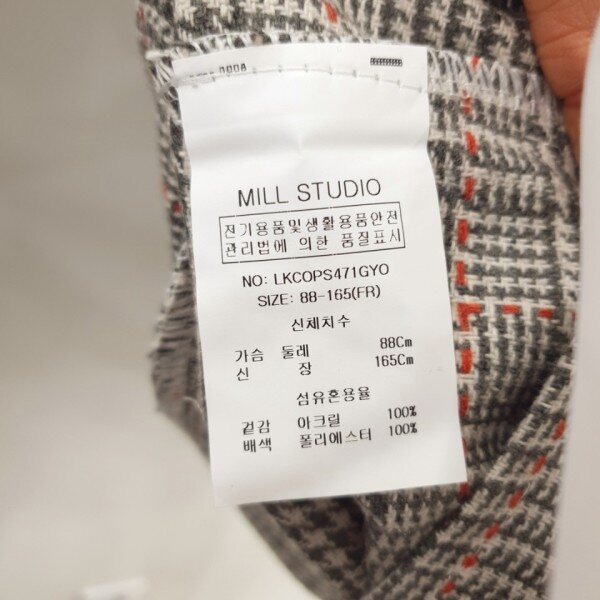 MILL STUDIO
전기용품및생활용품안전
관리법에 의한 품질표시
NO: LKCOPS471GYO
SIZE: 88-165(FR)
신체치수
가슴 둘레 88Cm
신 장 165Cm
섬유혼용율
겉감 아크릴 100%
배색 폴리에스터 100%